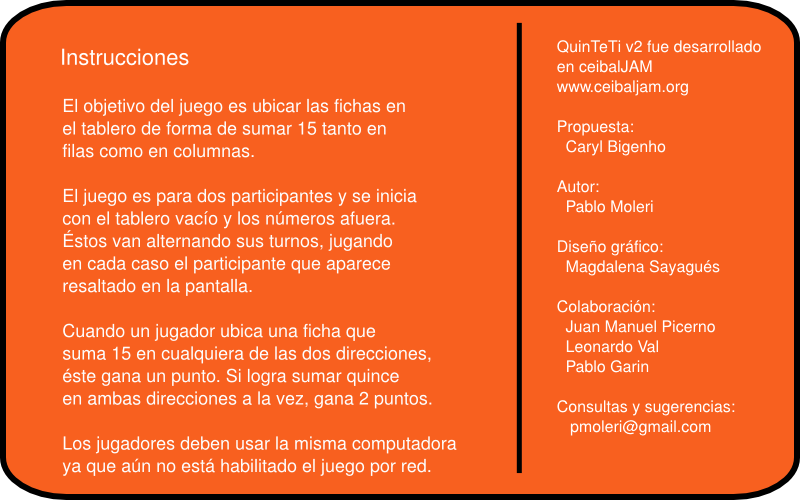 Instrucciones
El objetivo del juego es ubicar las fichas en
el tablero de forma de sumar 15 tanto en
filas como en columnas.
El juego es para dos participantes y se inicia
con el tablero vacío y los números afuera.
Éstos van alternando sus turnos, jugando
en cada caso el participante que aparece
resaltado en la pantalla.
Cuando un jugador ubica una ficha que
suma 15 en cualquiera de las dos direcciones,
éste gana un punto. Si logra sumar quince
en ambas direcciones a la vez, gana 2 puntos.
Los jugadores deben usar la misma computadora
ya que aún no está habilitado el juego por red.
QuinTeTi v2 fue desarrollado
en ceibalJAM
www.ceibaljam.org
Propuesta:
Caryl Bigenho
Autor:
Pablo Moleri
Diseño gráfico:
Magdalena Sayagués
Colaboración:
Juan Manuel Picerno
Leonardo Val
Pablo Garin
Consultas y sugerencias:
pmoleri@gmail.com